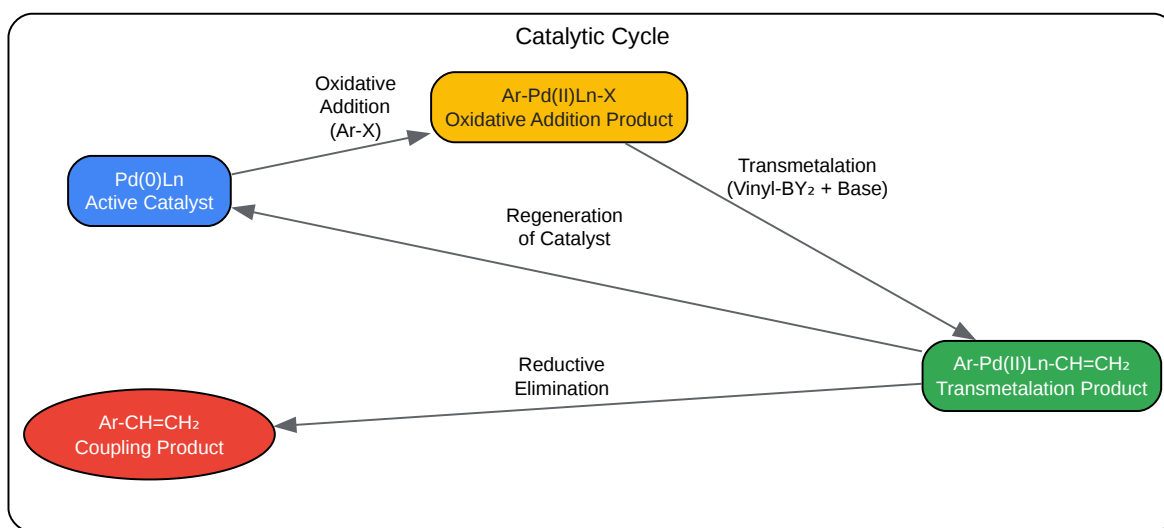 Catalytic Cycle
Oxidative
Addition
(Ar-X)
Ar-Pd(II)Ln-X
Oxidative Addition Product
Pd(0)Ln
Active Catalyst
Transmetalation
(Vinyl-BY₂ + Base)
Regeneration
of Catalyst
Ar-Pd(II)Ln-CH=CH₂
Transmetalation Product
Reductive
Elimination
Ar-CH=CH₂
Coupling Product